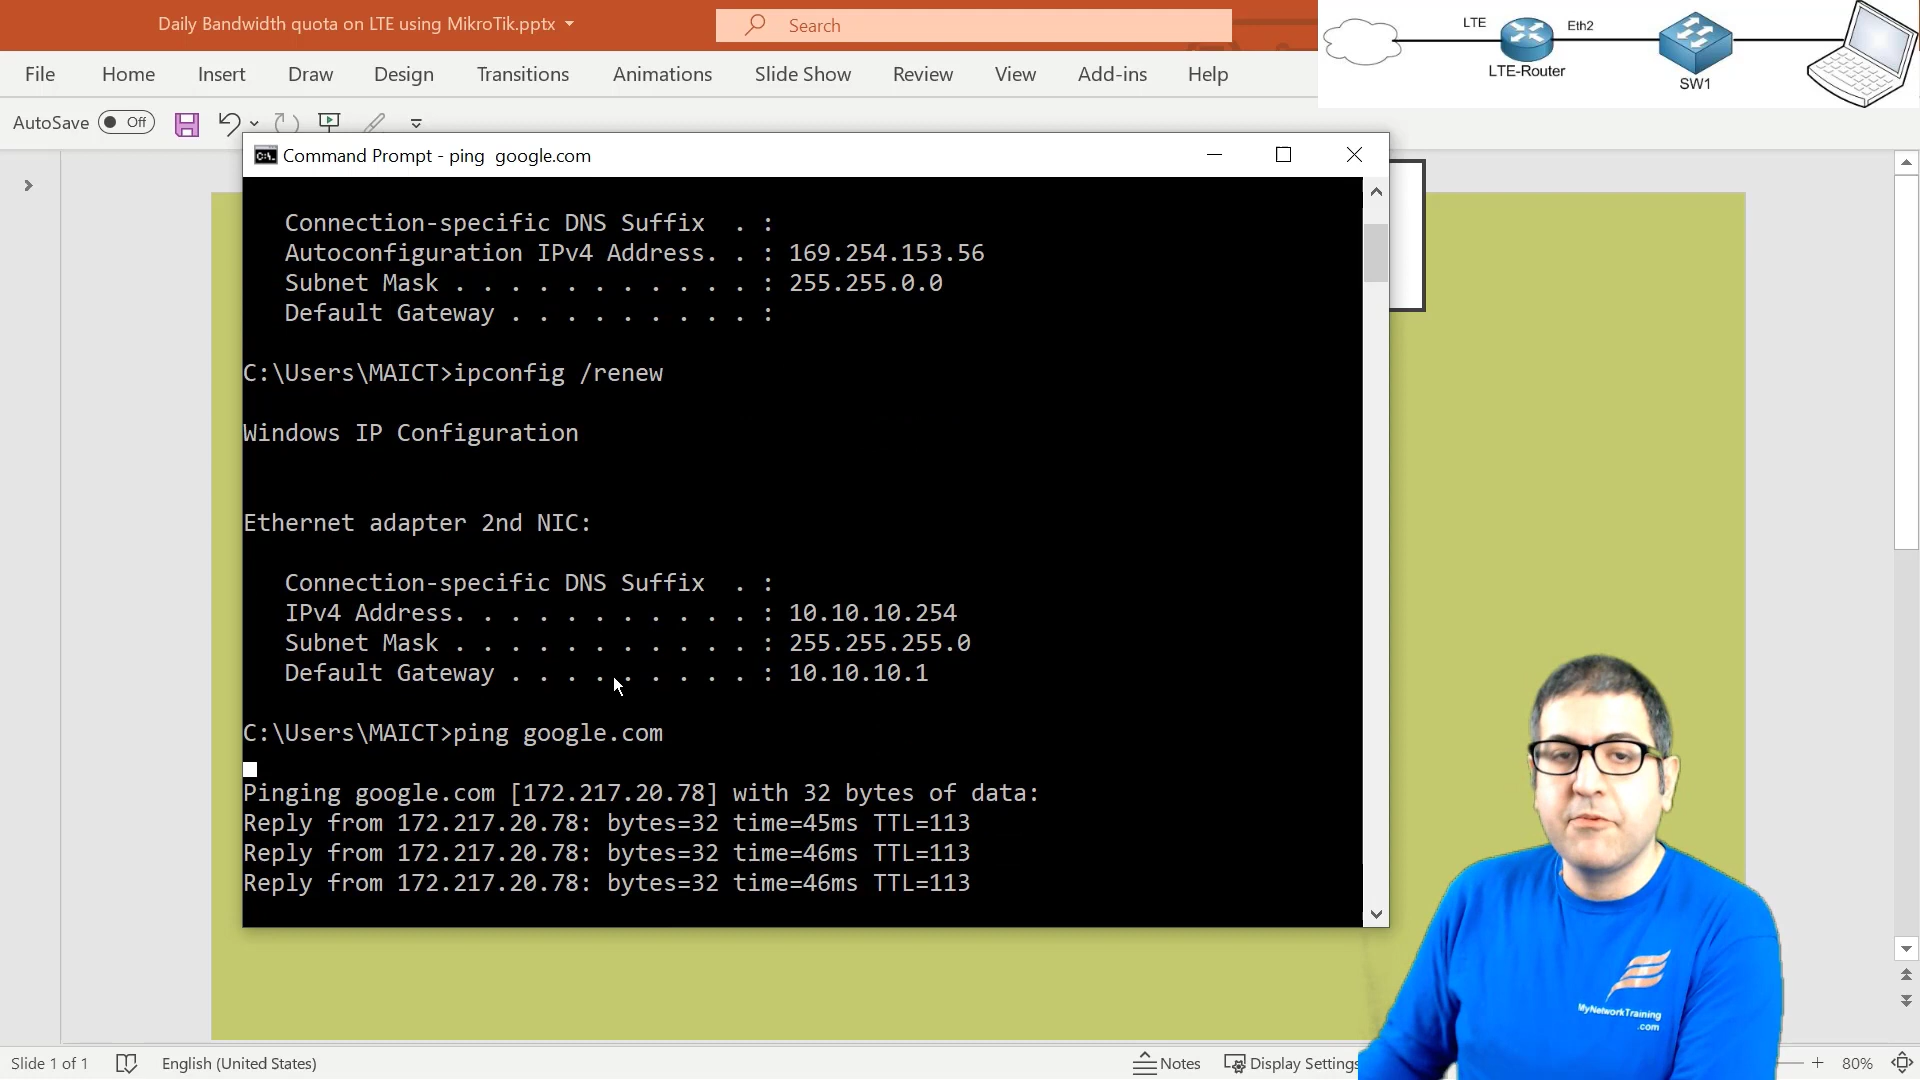 Daily Bandwidth quota on LTE using MikroTik.pptx
Search
LTE
Eth2
LTE-Router
SW1
File Home Insert Draw Design Transitions Animations Slide Show Review View Add-ins Help
AutoSave Off
Command Prompt - ping  google.com
Connection-specific DNS Suffix  . :
Autoconfiguration IPv4 Address. . : 169.254.153.56
Subnet Mask . . . . . . . . . . . : 255.255.0.0
Default Gateway . . . . . . . . . :
C:\Users\MAICT>ipconfig /renew
Windows IP Configuration
Ethernet adapter 2nd NIC:
Connection-specific DNS Suffix  . :
IPv4 Address. . . . . . . . . . . : 10.10.10.254
Subnet Mask . . . . . . . . . . . : 255.255.255.0
Default Gateway . . . . . . . . . : 10.10.10.1
C:\Users\MAICT>ping google.com
Pinging google.com [172.217.20.78] with 32 bytes of data:
Reply from 172.217.20.78: bytes=32 time=45ms TTL=113
Reply from 172.217.20.78: bytes=32 time=46ms TTL=113
Reply from 172.217.20.78: bytes=32 time=46ms TTL=113
MyNetworkTraining
.com
Slide 1 of 1 English (United States) Notes Display Settings 80%